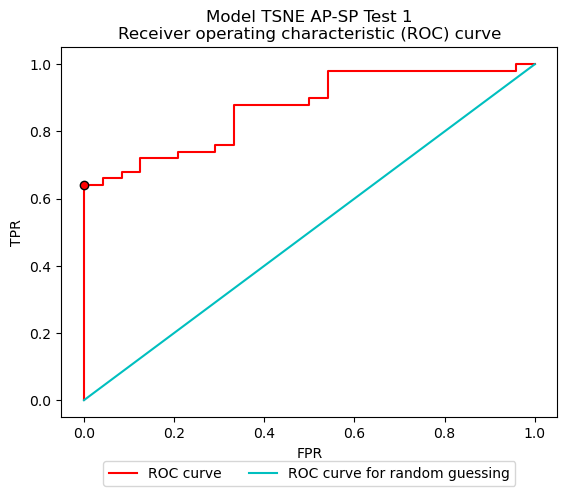 Model TSNE AP-SP Test 1
Receiver operating characteristic (ROC) curve
1.0
0.8
0.6
0.4
0.2
0.0
TPR
0.0 0.2 0.4 0.6 0.8 1.0
FPR
ROC curve ROC curve for random guessing